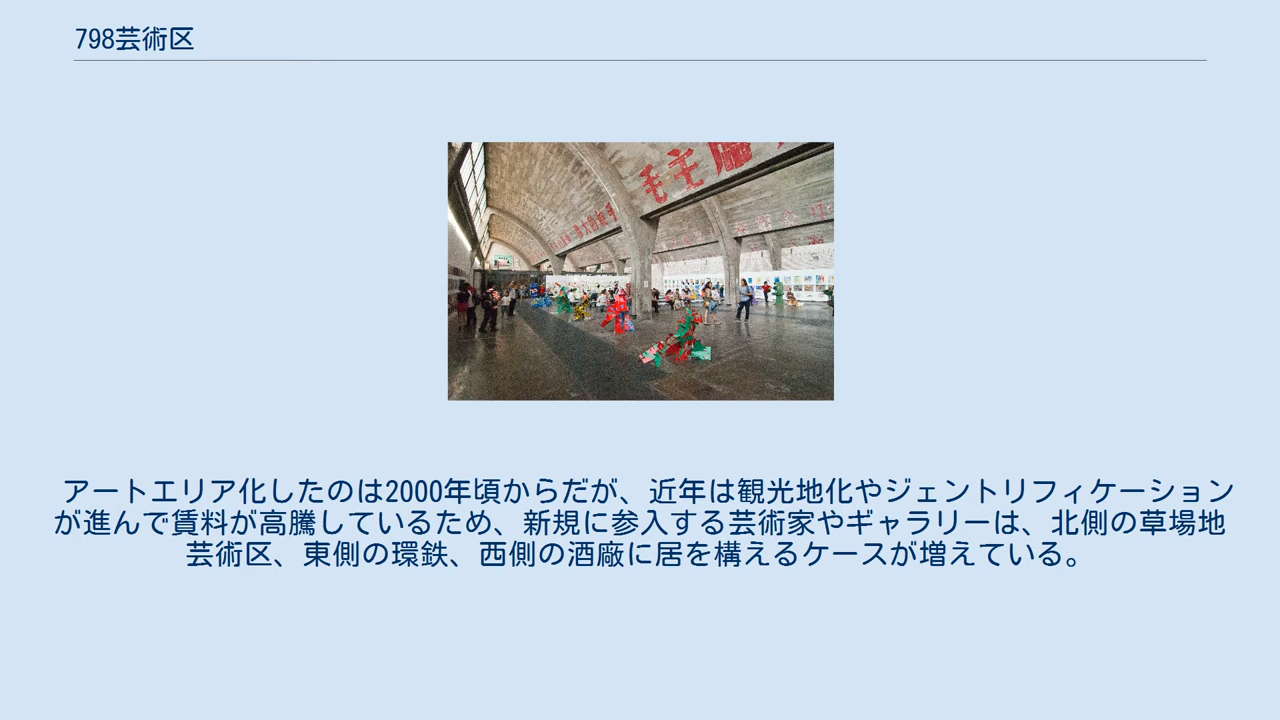 798芸術区
毛主
アートエリア化したのは2000年頃からだが、近年は観光地化やジェントリフィケーション
が進んで賃料が高騰しているため、新規に参入する芸術家やギャラリーは、北側の草場地
芸術区、東側の環鉄、西側の酒廠に居を構えるケースが増えている。